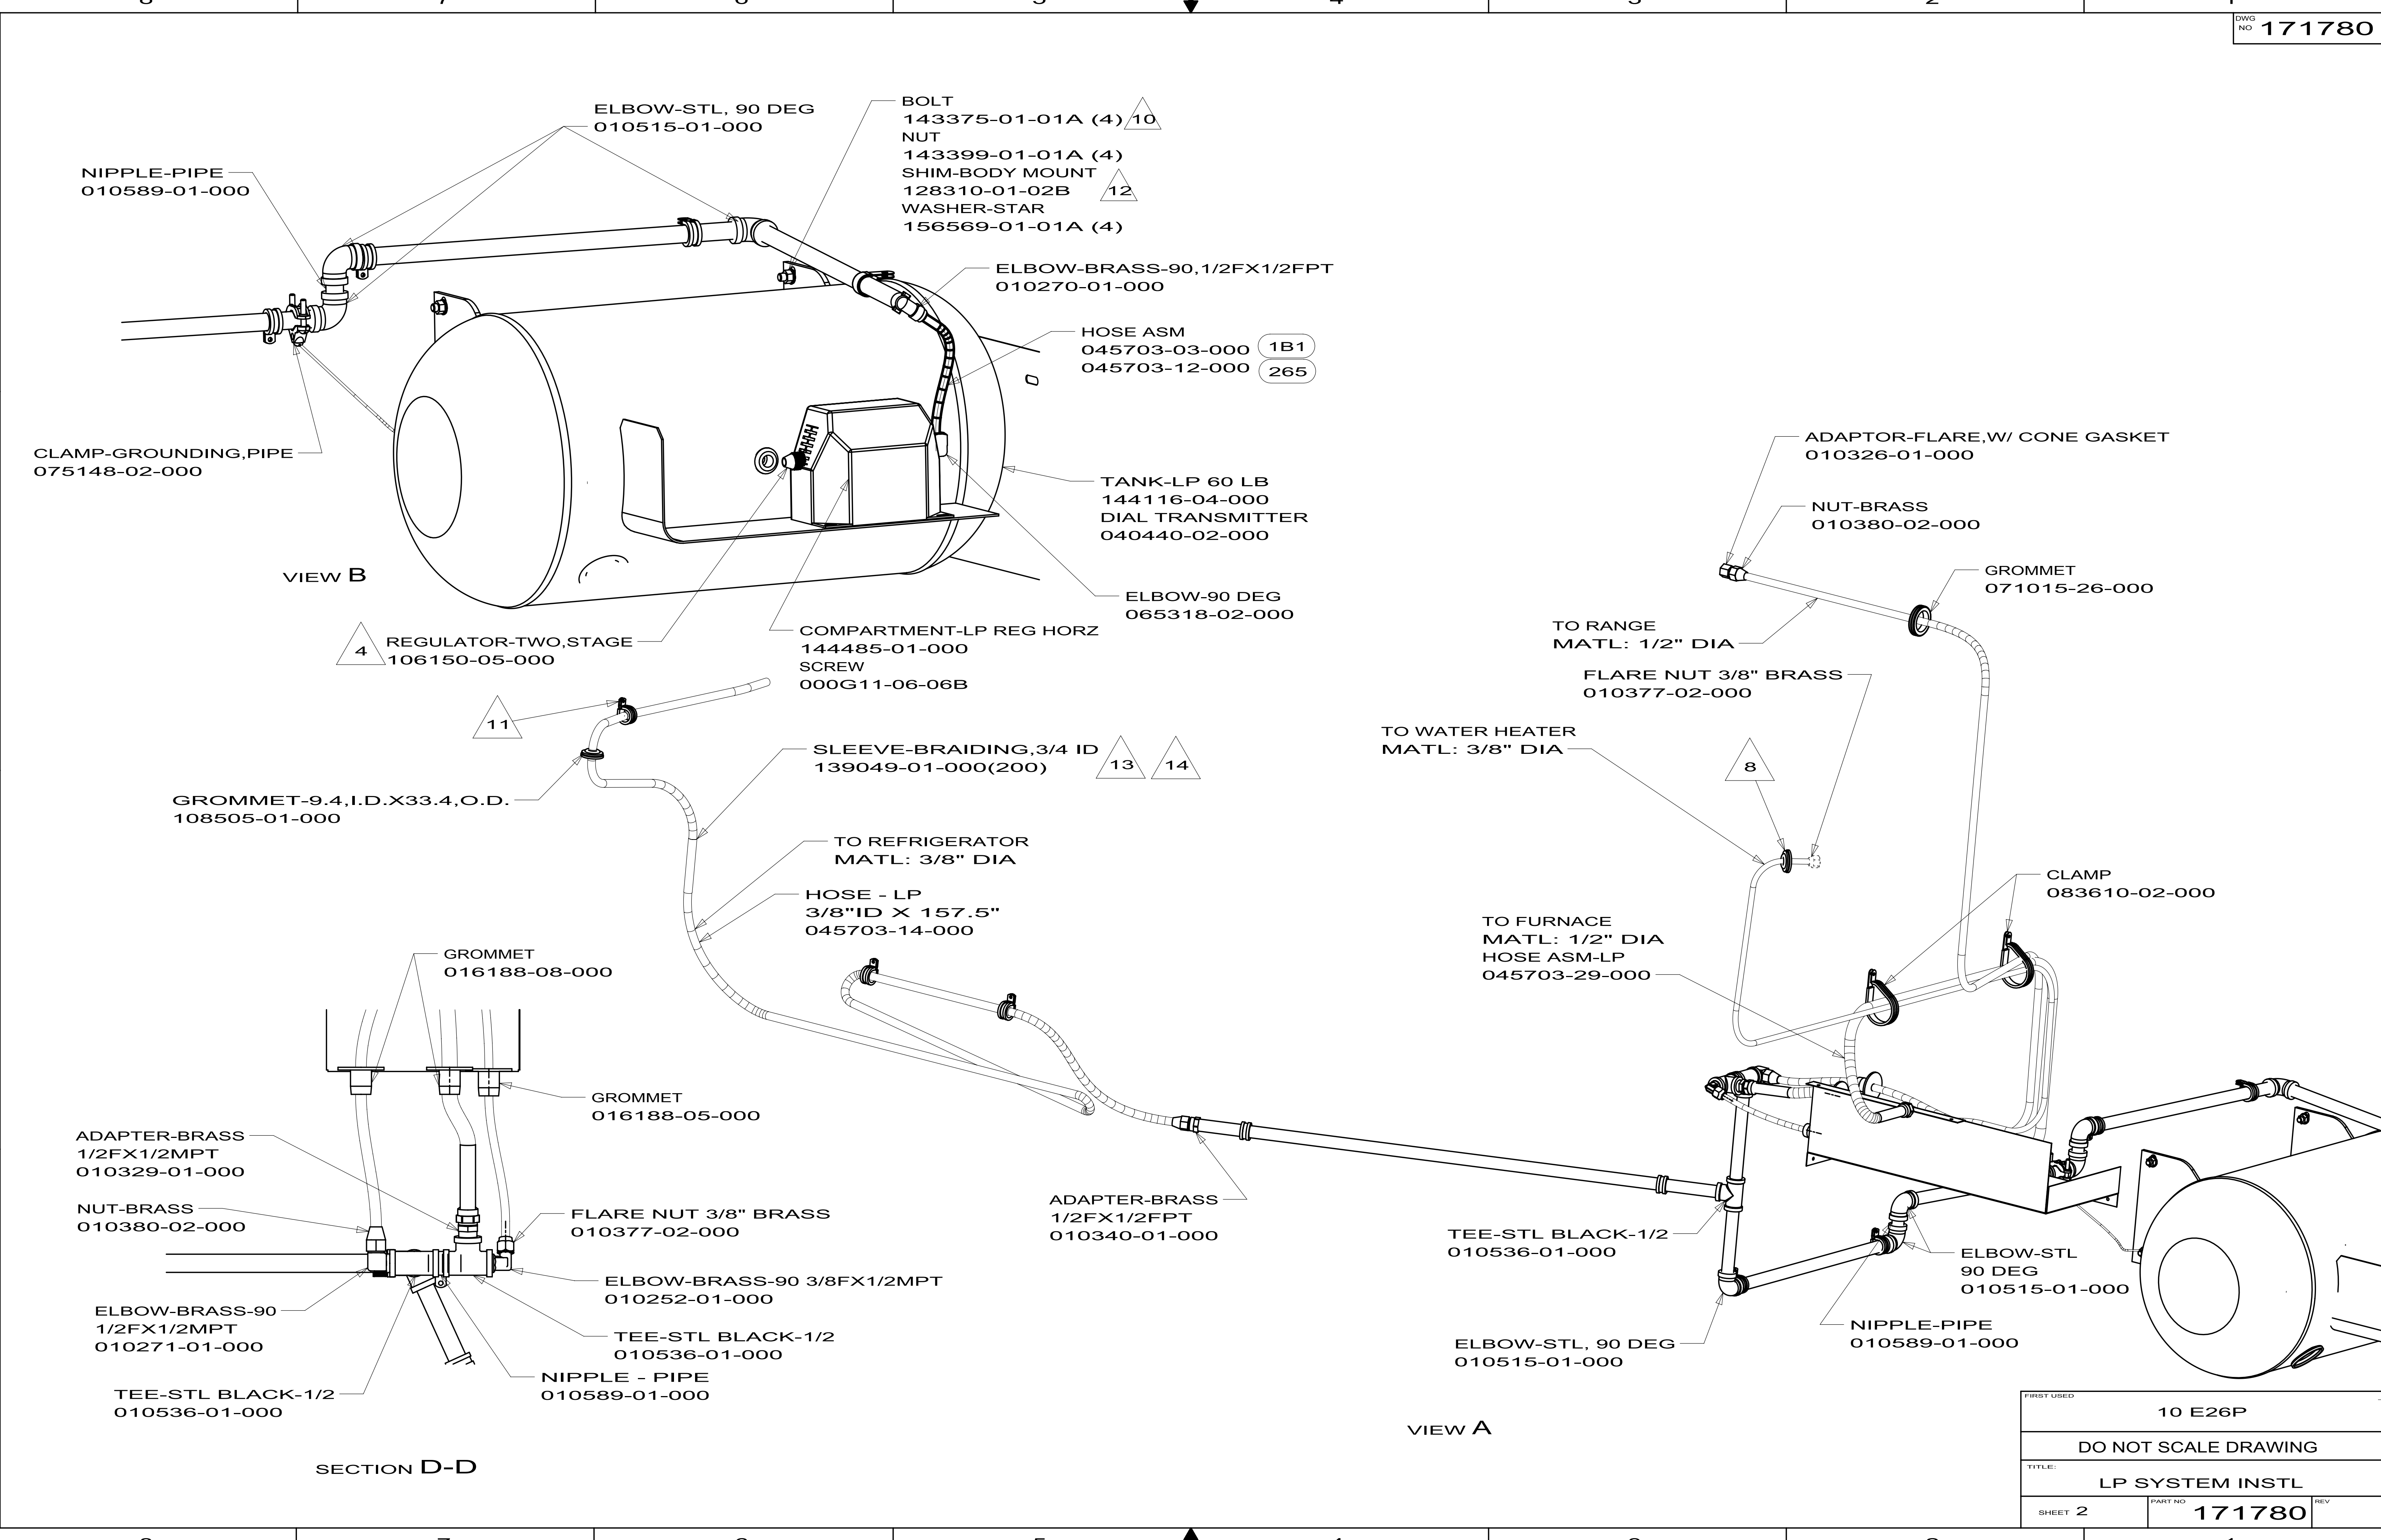 DWG
NO 171780
ELBOW-STL, 90 DEG
010515-01-000
BOLT
143375-01-01A (4) 10
NUT
143399-01-01A (4)
SHIM-BODY MOUNT
128310-01-02B 12
WASHER-STAR
156569-01-01A (4)
NIPPLE-PIPE
010589-01-000
ELBOW-BRASS-90,1/2FX1/2FPT
010270-01-000
HOSE ASM
045703-03-000 1B1
045703-12-000 265
CLAMP-GROUNDING,PIPE
075148-02-000
TANK-LP 60 LB
144116-04-000
DIAL TRANSMITTER
040440-02-000
VIEW B
ELBOW-90 DEG
065318-02-000
4 REGULATOR-TWO,STAGE
106150-05-000
COMPARTMENT-LP REG HORZ
144485-01-000
SCREW
000G11-06-06B
11
SLEEVE-BRAIDING,3/4 ID
139049-01-000(200) 13 14
GROMMET-9.4,I.D.X33.4,O.D.
108505-01-000
TO REFRIGERATOR
MATL: 3/8" DIA
HOSE - LP
3/8"ID X 157.5"
045703-14-000
ADAPTOR-FLARE,W/ CONE GASKET
010326-01-000
NUT-BRASS
010380-02-000
GROMMET
071015-26-000
TO RANGE
MATL: 1/2" DIA
FLARE NUT 3/8" BRASS
010377-02-000
TO WATER HEATER
MATL: 3/8" DIA
8
CLAMP
083610-02-000
TO FURNACE
MATL: 1/2" DIA
HOSE ASM-LP
045703-29-000
GROMMET
016188-08-000
GROMMET
016188-05-000
ADAPTER-BRASS
1/2FX1/2MPT
010329-01-000
NUT-BRASS
010380-02-000
FLARE NUT 3/8" BRASS
010377-02-000
ELBOW-BRASS-90 3/8FX1/2MPT
010252-01-000
ELBOW-BRASS-90
1/2FX1/2MPT
010271-01-000
TEE-STL BLACK-1/2
010536-01-000
NIPPLE - PIPE
010589-01-000
TEE-STL BLACK-1/2
010536-01-000
SECTION D-D
ADAPTER-BRASS
1/2FX1/2FPT
010340-01-000
TEE-STL BLACK-1/2
010536-01-000
ELBOW-STL
90 DEG
010515-01-000
NIPPLE-PIPE
010589-01-000
ELBOW-STL, 90 DEG
010515-01-000
VIEW A
FIRST USED
10 E26P
DO NOT SCALE DRAWING
TITLE:
LP SYSTEM INSTL
SHEET 2
PART NO 171780
REV